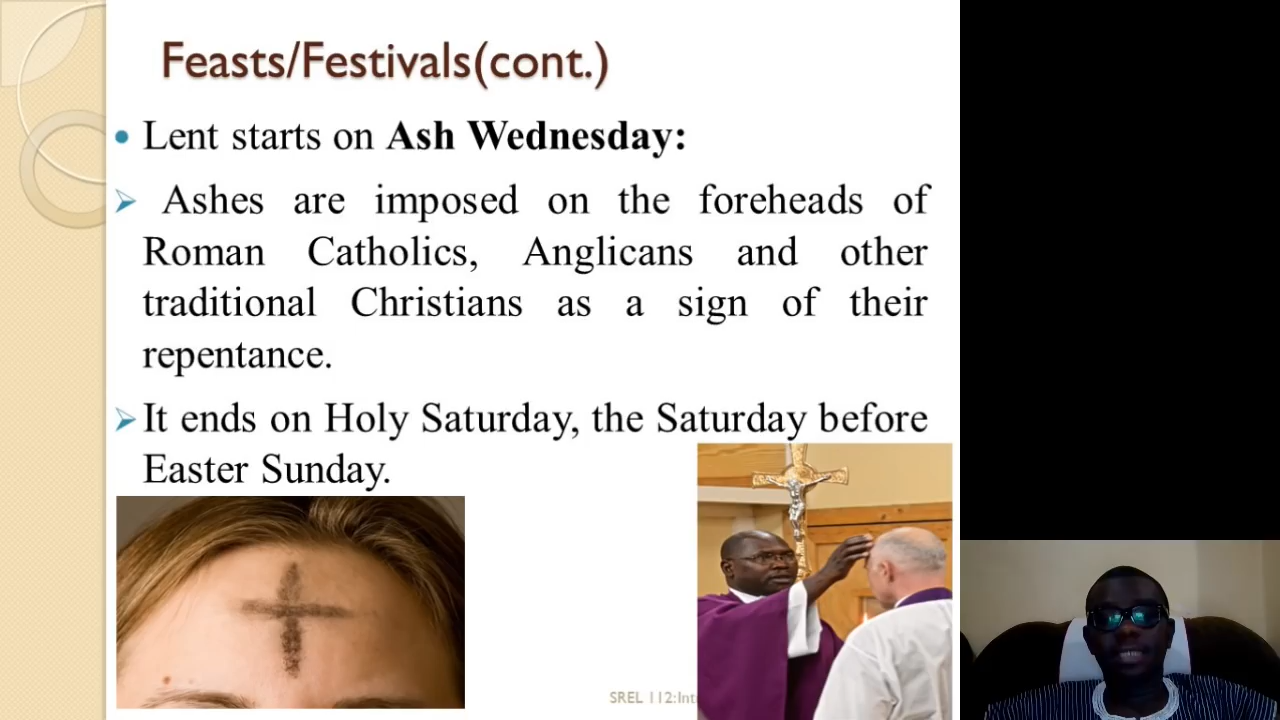 Feasts/Festivals(cont.)
Lent starts on Ash Wednesday:
Ashes are imposed on the foreheads of
Roman Catholics, Anglicans and other
traditional Christians as a sign of their
repentance.
It ends on Holy Saturday, the Saturday before
Easter Sunday.
SREL 112: